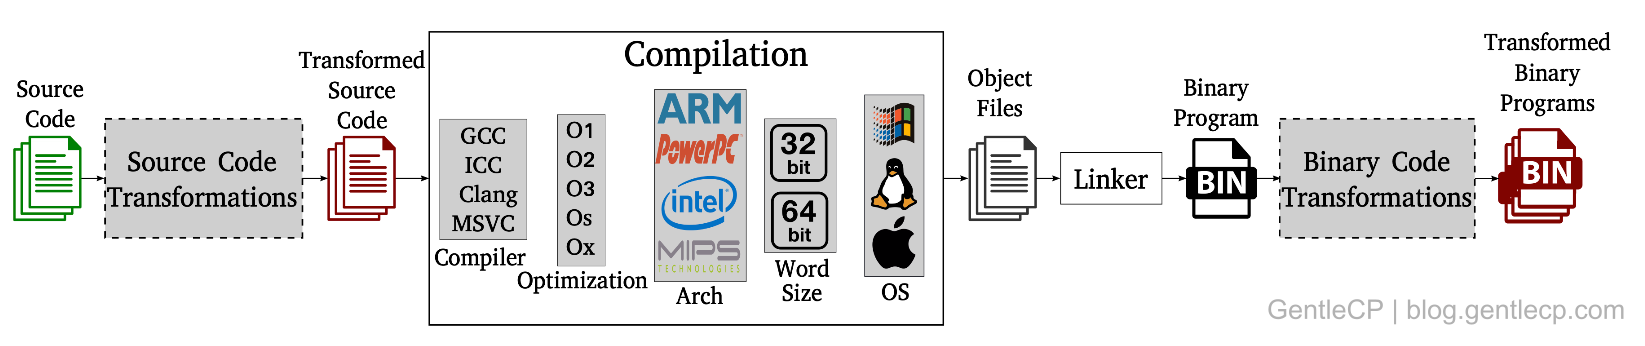 Source
Code
Source Code
Transformations
Transformed
Source
Code
Compilation
GCC
ICC
Clang
MSVC
Compiler
O1
O2
O3
Os
Ox
Optimization
ARM
PowerPC
intel
MIPS
TECHNOLOGIES
Arch
32
bit
64
bit
Word
Size
OS
Object
Files
Linker
Binary
Program
BIN
Binary Code
Transformations
Transformed
Binary
Programs
BIN
GentleCP | blog.gentlecp.com